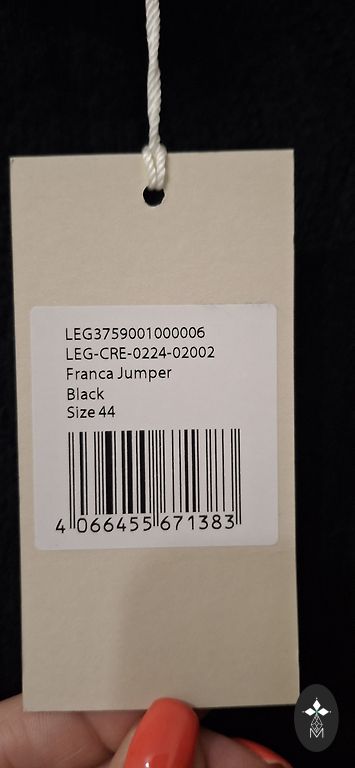 LEG3759001000006
LEG-CRE-0224-02002
Franca Jumper
Black
Size 44
4 066455 671383
M